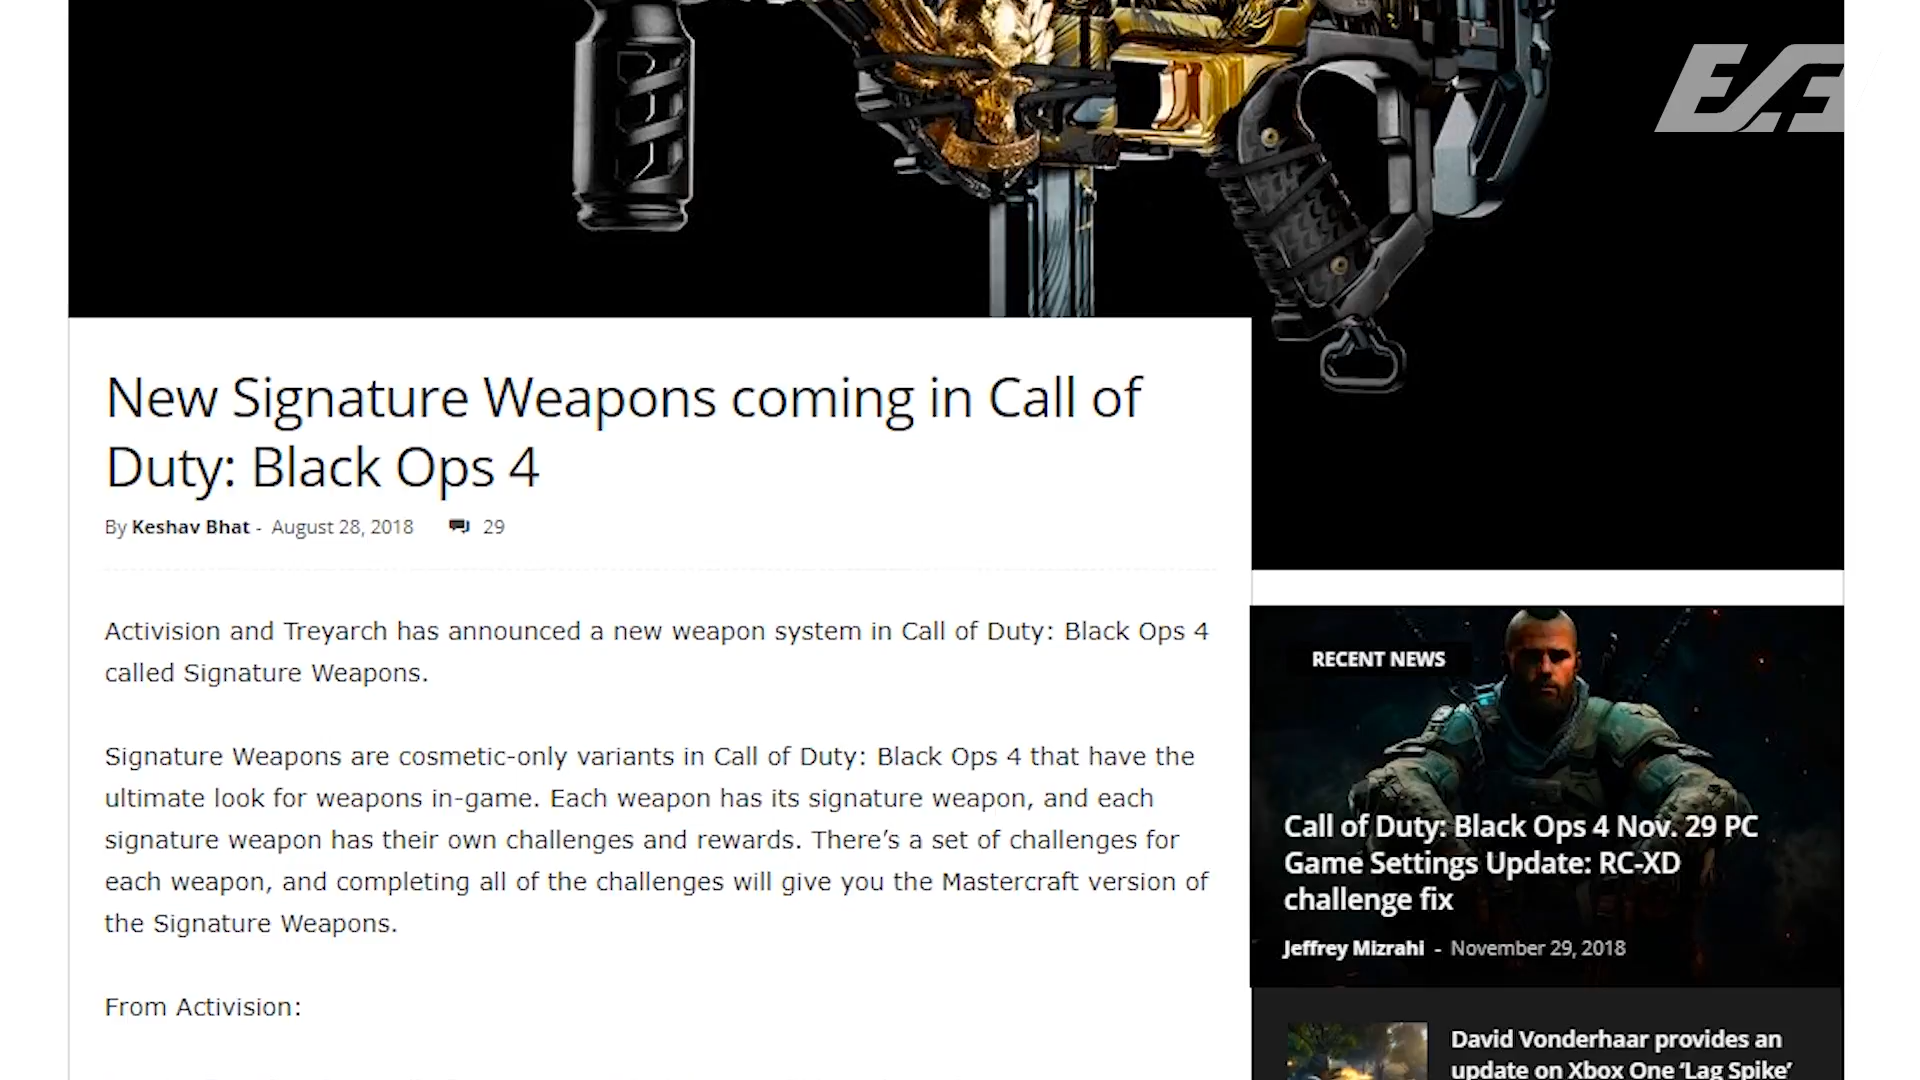 New Signature Weapons coming in Call of
Duty: Black Ops 4
By Keshav Bhat - August 28, 2018 29
Activision and Treyarch has announced a new weapon system in Call of Duty: Black Ops 4
called Signature Weapons.
Signature Weapons are cosmetic-only variants in Call of Duty: Black Ops 4 that have the
ultimate look for weapons in-game. Each weapon has its signature weapon, and each
signature weapon has their own challenges and rewards. There’s a set of challenges for
each weapon, and completing all of the challenges will give you the Mastercraft version of
the Signature Weapons.
From Activision:
RECENT NEWS
Call of Duty: Black Ops 4 Nov. 29 PC
Game Settings Update: RC-XD
challenge fix
Jeffrey Mizrahi - November 29, 2018
David Vonderhaar provides an
update on Xbox One ‘Lag Spike’